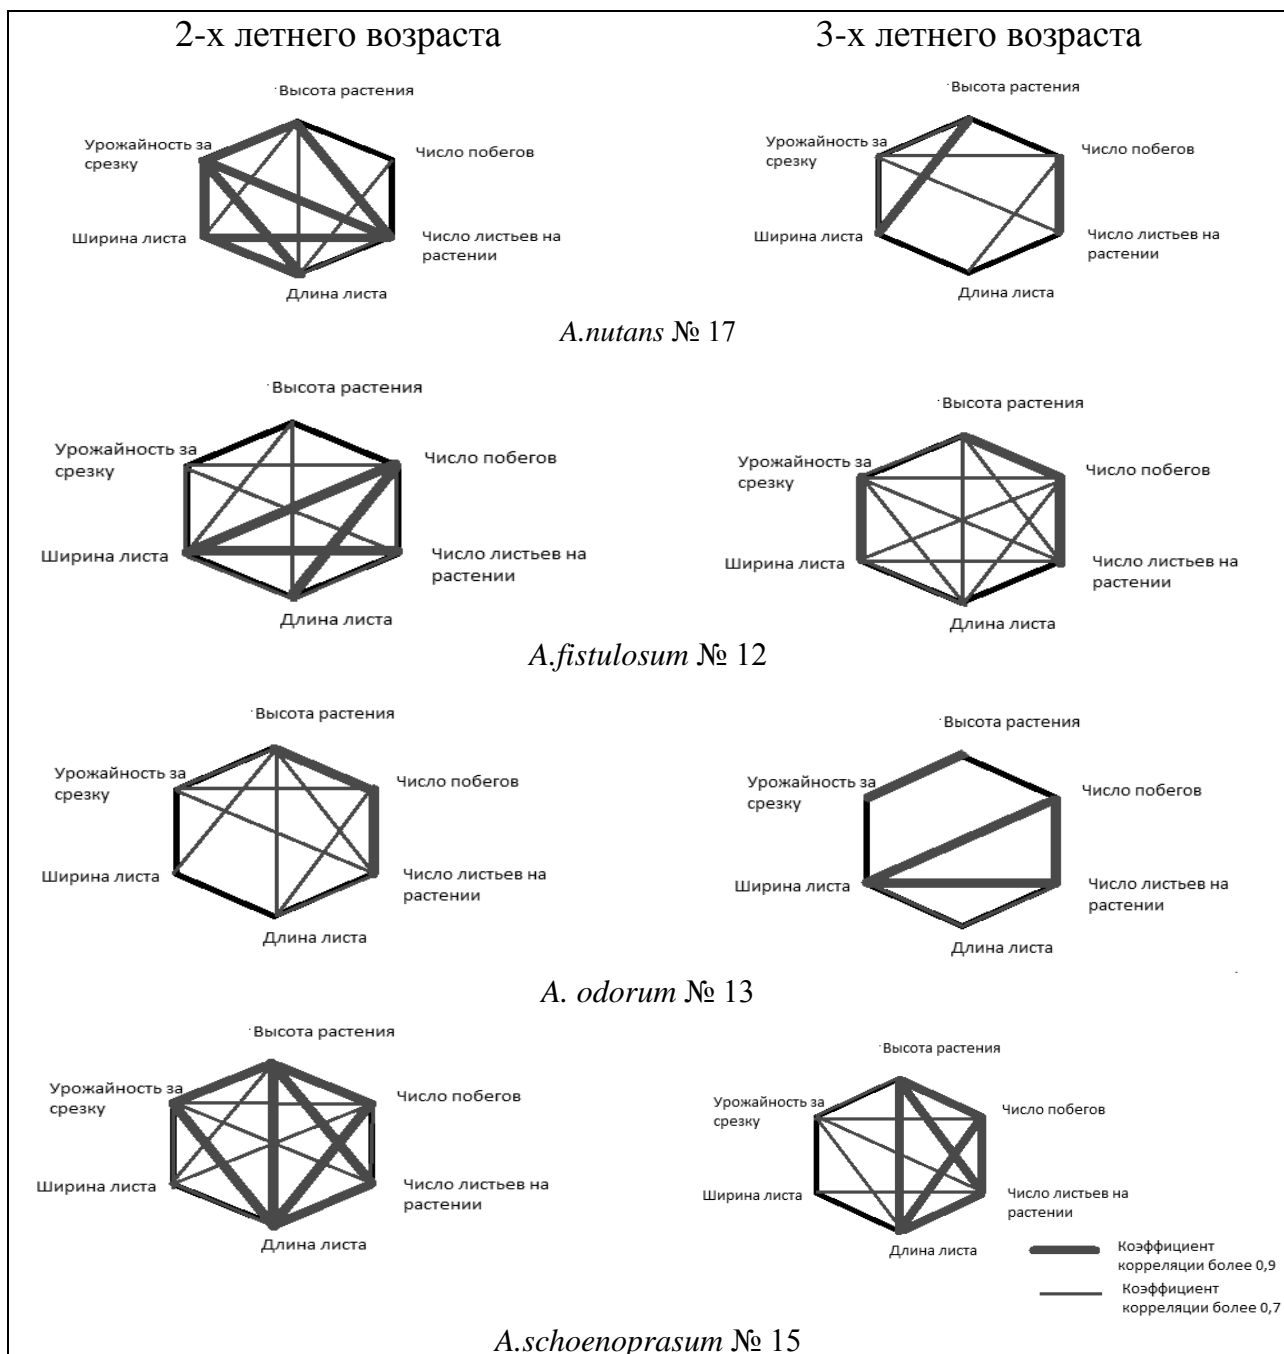 2-х летнего возраста
3-х летнего возраста
Высота растения
Урожайность за
срезку
Число побегов
Ширина листа
Число листьев на
растении
Длина листа
Высота растения
Урожайность за
срезку
Число побегов
Ширина листа
Число листьев на
растении
Длина листа
A.nutans № 17
Высота растения
Урожайность за
срезку
Число побегов
Ширина листа
Число листьев на
растении
Длина листа
Высота растения
Урожайность за
срезку
Число побегов
Ширина листа
Число листьев на
растении
Длина листа
A.fistulosum № 12
Высота растения
Урожайность за
срезку
Число побегов
Ширина листа
Число листьев на
растении
Длина листа
Высота растения
Урожайность за
срезку
Число побегов
Ширина листа
Число листьев на
растении
Длина листа
A. odorum № 13
Высота растения
Урожайность за
срезку
Число побегов
Ширина листа
Число листьев на
растении
Длина листа
Высота растения
Урожайность за
срезку
Число побегов
Ширина листа
Число листьев на
растении
Длина листа
Коэффициент
корреляции более 0,9
Коэффициент
корреляции более 0,7
A.schoenoprasum № 15